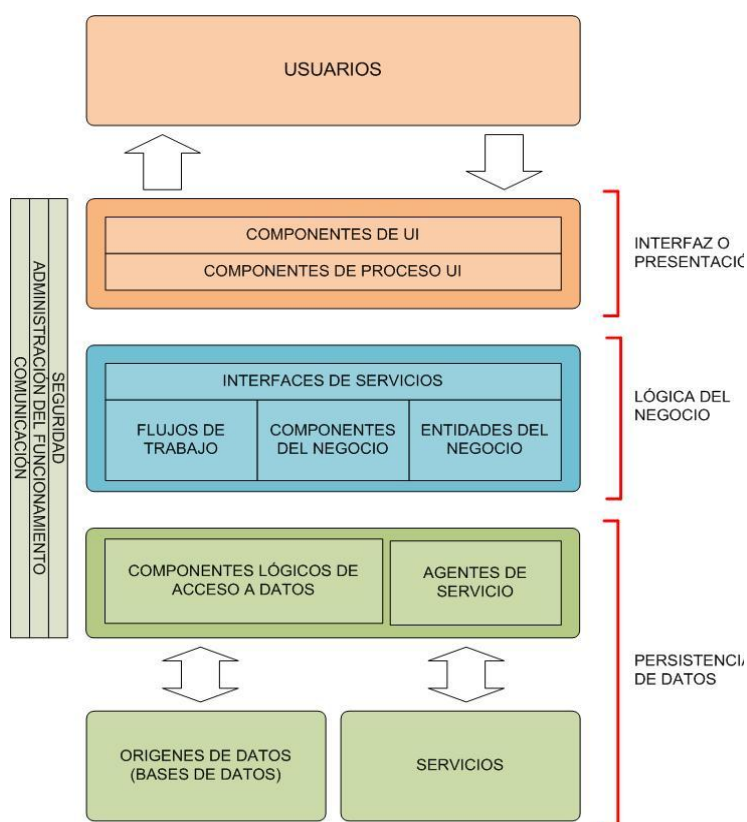 USUARIOS
COMPONENTES DE UI
COMPONENTES DE PROCESO UI
INTERFAZ O
PRESENTACIÓ
INTERFACES DE SERVICIOS
FLUJOS DE
TRABAJO
COMPONENTES
DEL NEGOCIO
ENTIDADES DEL
NEGOCIO
LÓGICA DEL
NEGOCIO
SEGURIDAD
ADMINISTRACIÓN DEL FUNCIONAMIENTO
COMUNICACIÓN
COMPONENTES LÓGICOS DE
ACCESO A DATOS
AGENTES DE
SERVICIO
PERSISTENCIA
DE DATOS
ORIGENES DE DATOS
(BASES DE DATOS)
SERVICIOS